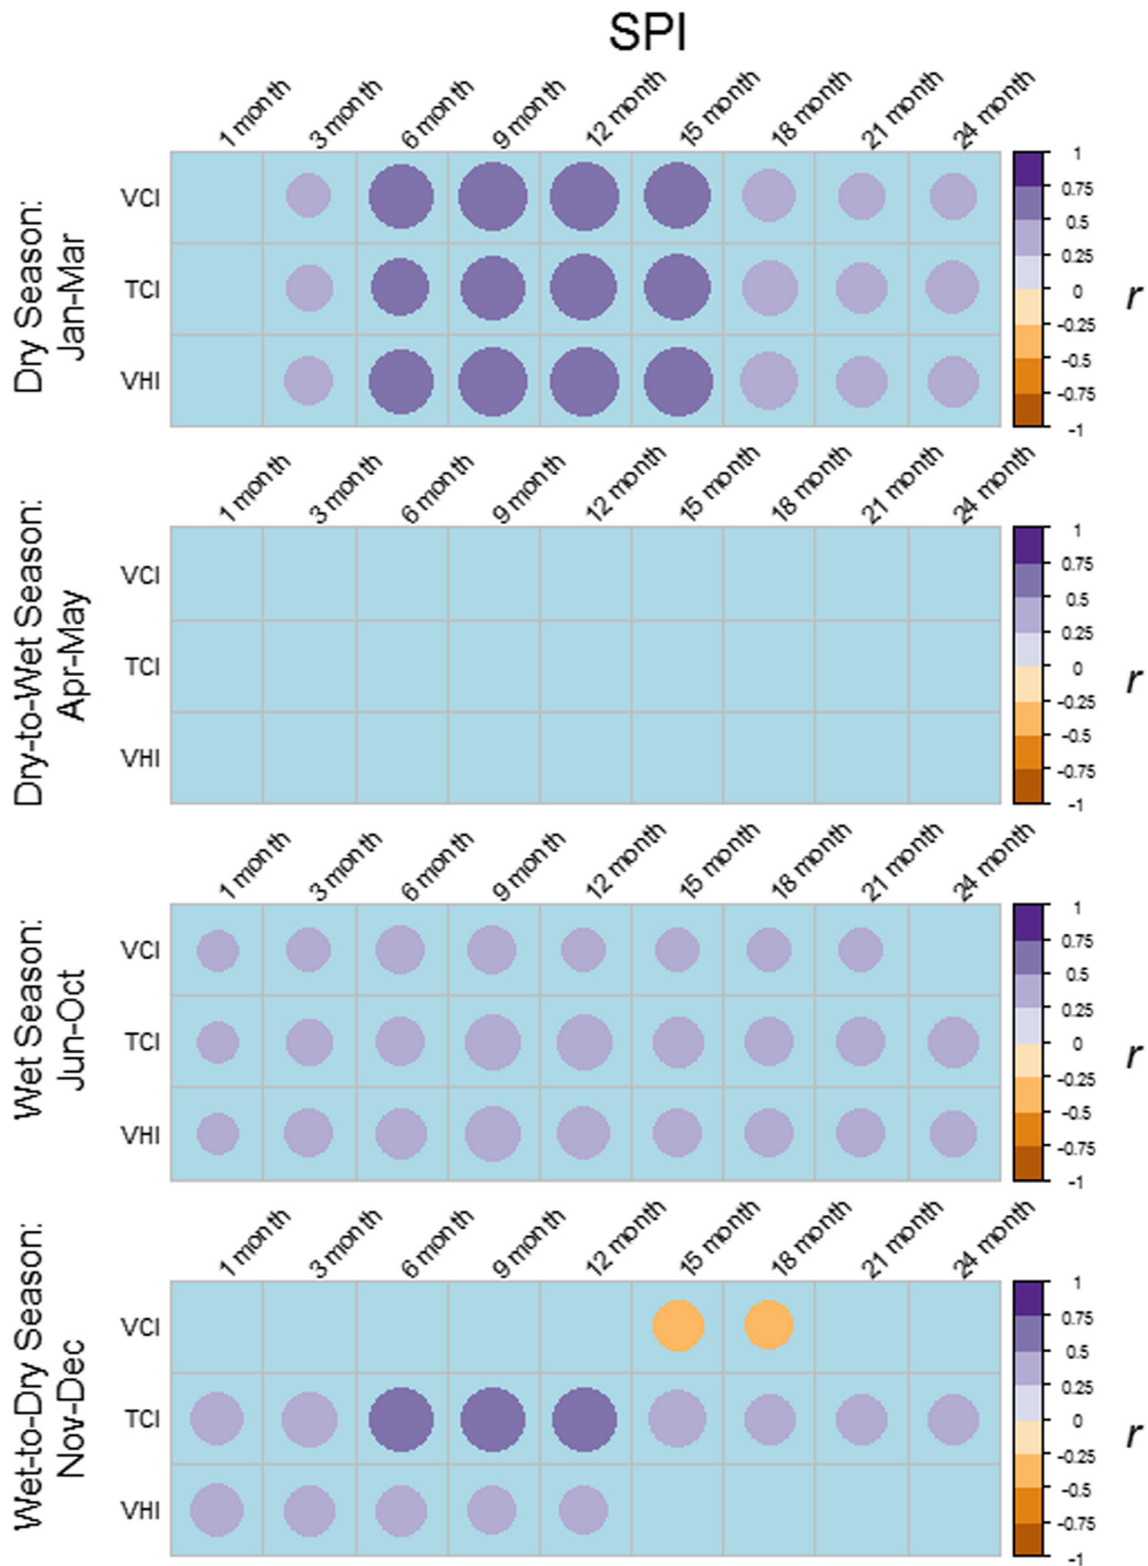 SPI
1 month 3 month 6 month 9 month 12 month 15 month 18 month 21 month 24 month
Dry Season:
Jan-Mar
VCI
TCI
VHI
1
0.75
0.5
0.25
0
-0.25
-0.5
-0.75
-1
r
1 month 3 month 6 month 9 month 12 month 15 month 18 month 21 month 24 month
Dry-to-Wet Season:
Apr-May
VCI
TCI
VHI
1
0.75
0.5
0.25
0
-0.25
-0.5
-0.75
-1
r
1 month 3 month 6 month 9 month 12 month 15 month 18 month 21 month 24 month
Wet Season:
Jun-Oct
VCI
TCI
VHI
1
0.75
0.5
0.25
0
-0.25
-0.5
-0.75
-1
r
1 month 3 month 6 month 9 month 12 month 15 month 18 month 21 month 24 month
Wet-to-Dry Season:
Nov-Dec
VCI
TCI
VHI
1
0.75
0.5
0.25
0
-0.25
-0.5
-0.75
-1
r